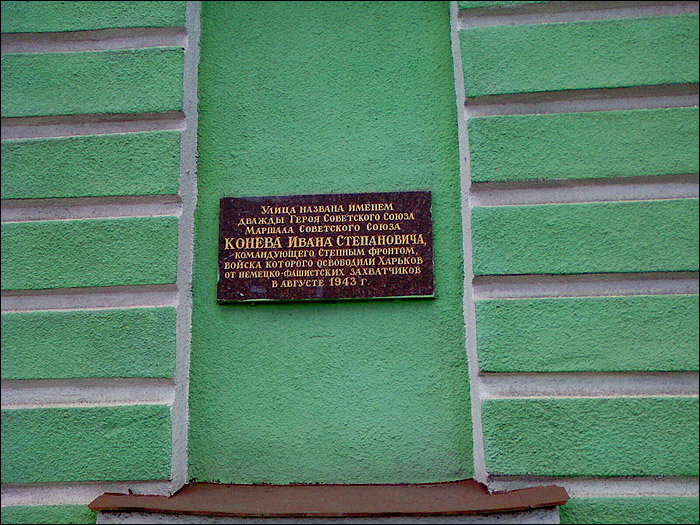 Улица названа именем
дважды Героя Советского Союза
Маршала Советского Союза
КОНЕВА Ивана Степановича,
командующего Степным фронтом,
войска которого освободили Харьков
от немецко-фашистских захватчиков
в августе 1943 г.